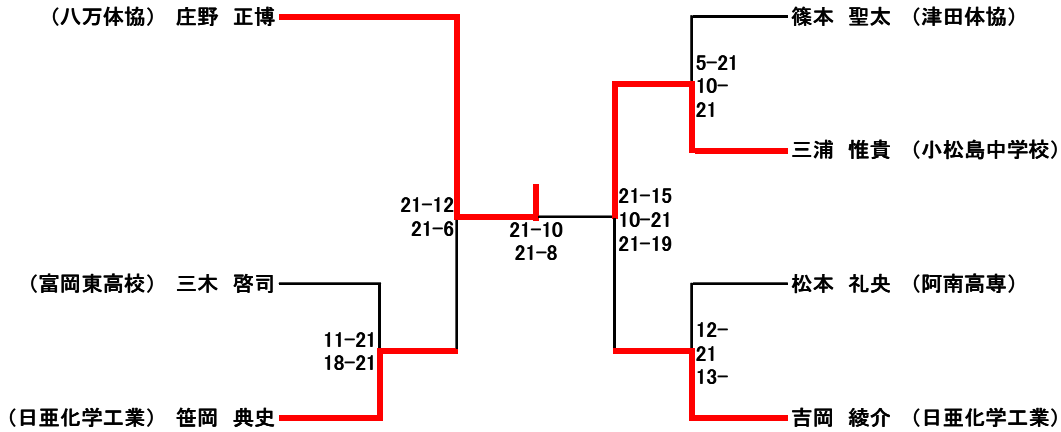 (八万体協) 庄野 正博
篠本 聖太 (津田体協)
5-21
10-
21
三浦 惟貴 (小松島中学校)
21-12
21-6
21-10
21-8
21-15
10-21
21-19
(富岡東高校) 三木 啓司
松本 礼央 (阿南高専)
11-21
18-21
12-
21
13-
(日亜化学工業) 笹岡 典史
吉岡 綾介 (日亜化学工業)